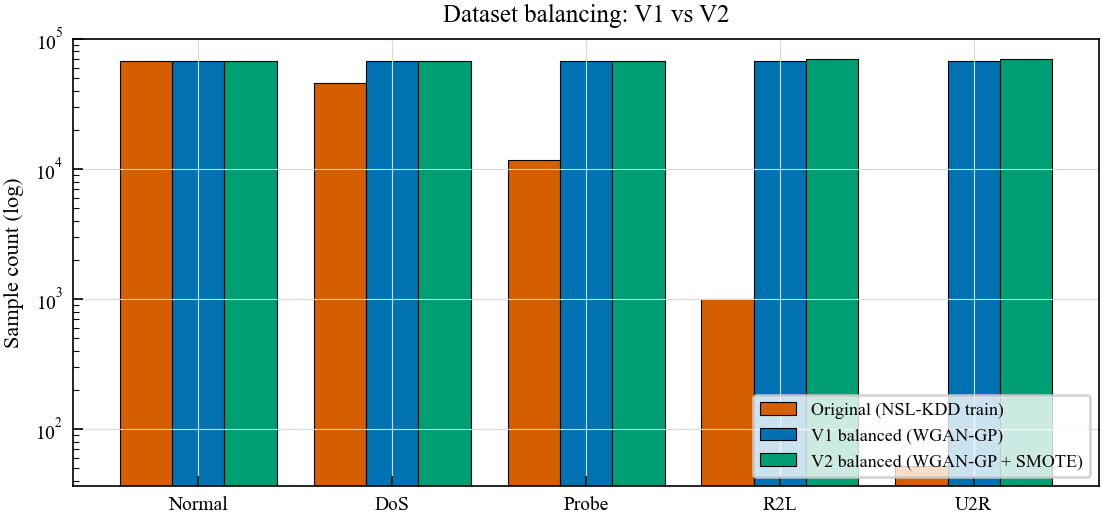 Dataset balancing: V1 vs V2
Sample count (log)
10^5
10^4
10^3
10^2
Normal
DoS
Probe
R2L
U2R
Original (NSL-KDD train)
V1 balanced (WGAN-GP)
V2 balanced (WGAN-GP + SMOTE)